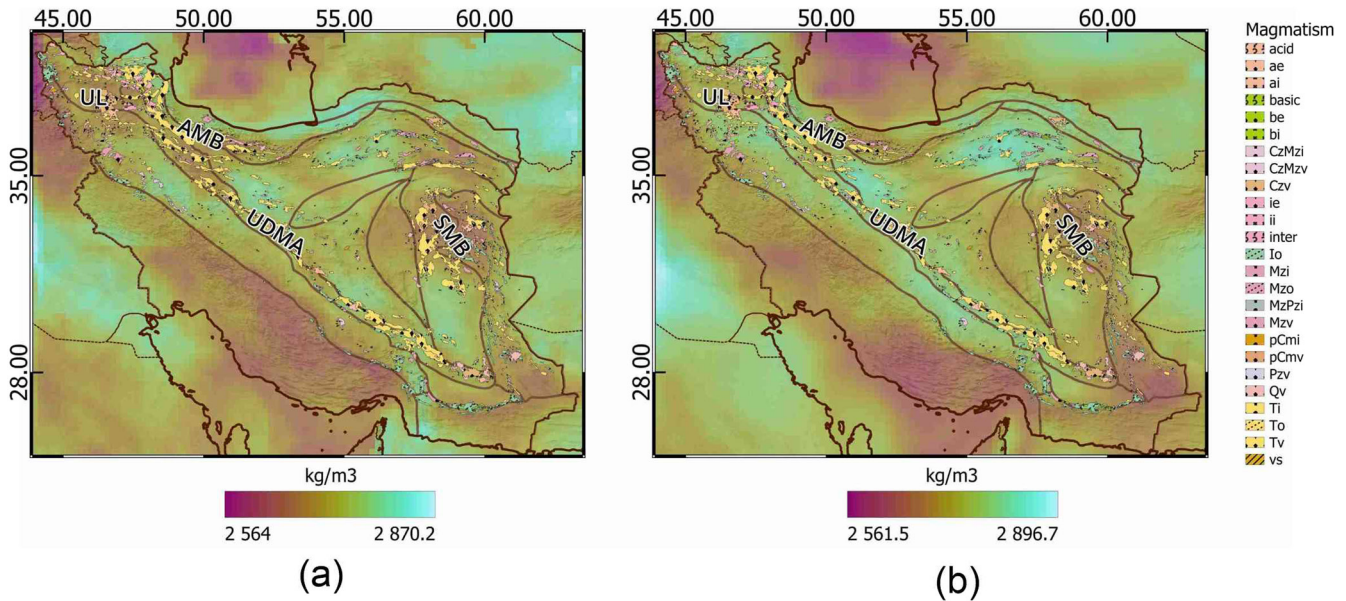 45.00 50.00 55.00 60.00
45.00 50.00 55.00 60.00
35.00
28.00
35.00
28.00
UL
AMB
UDMA
SMB
UL
AMB
UDMA
SMB
kg/m3
2 564 2 870.2
(a)
kg/m3
2 561.5 2 896.7
(b)
Magmatism
acid
ae
ai
basic
be
bi
CzMzi
CzMzv
Czv
ie
ii
inter
Io
Mzi
Mzo
MzPzi
Mzv
pCmi
pCmv
Pzv
Qv
Ti
To
Tv
vs